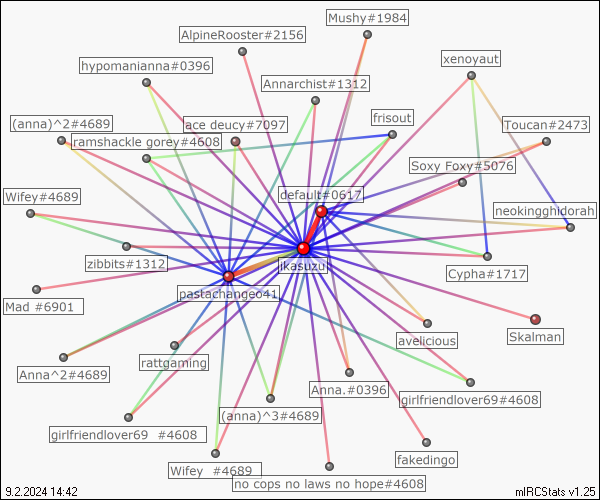 Mushy#1984
AlpineRooster#2156
xenoyaut
hypomanianna#0396
Annarchist#1312
frisout
(anna)^2#4689
ace deucy#7097
Toucan#2473
ramshackle gorey#4608
Soxy Foxy#5076
Wifey#4689
default#0617
neokingghidorah
zibbits#1312
jkasuzu
Cypha#1717
pastachangeo41
Mad #6901
Skalman
avelicious
rattgaming
Anna^2#4689
Anna.#0396
girlfriendlover69#4608
(anna)^3#4689
girlfriendlover69 #4608
fakedingo
Wifey #4689
no cops no laws no hope#4608
9.2.2024 14:42
mIRCStats v1.25